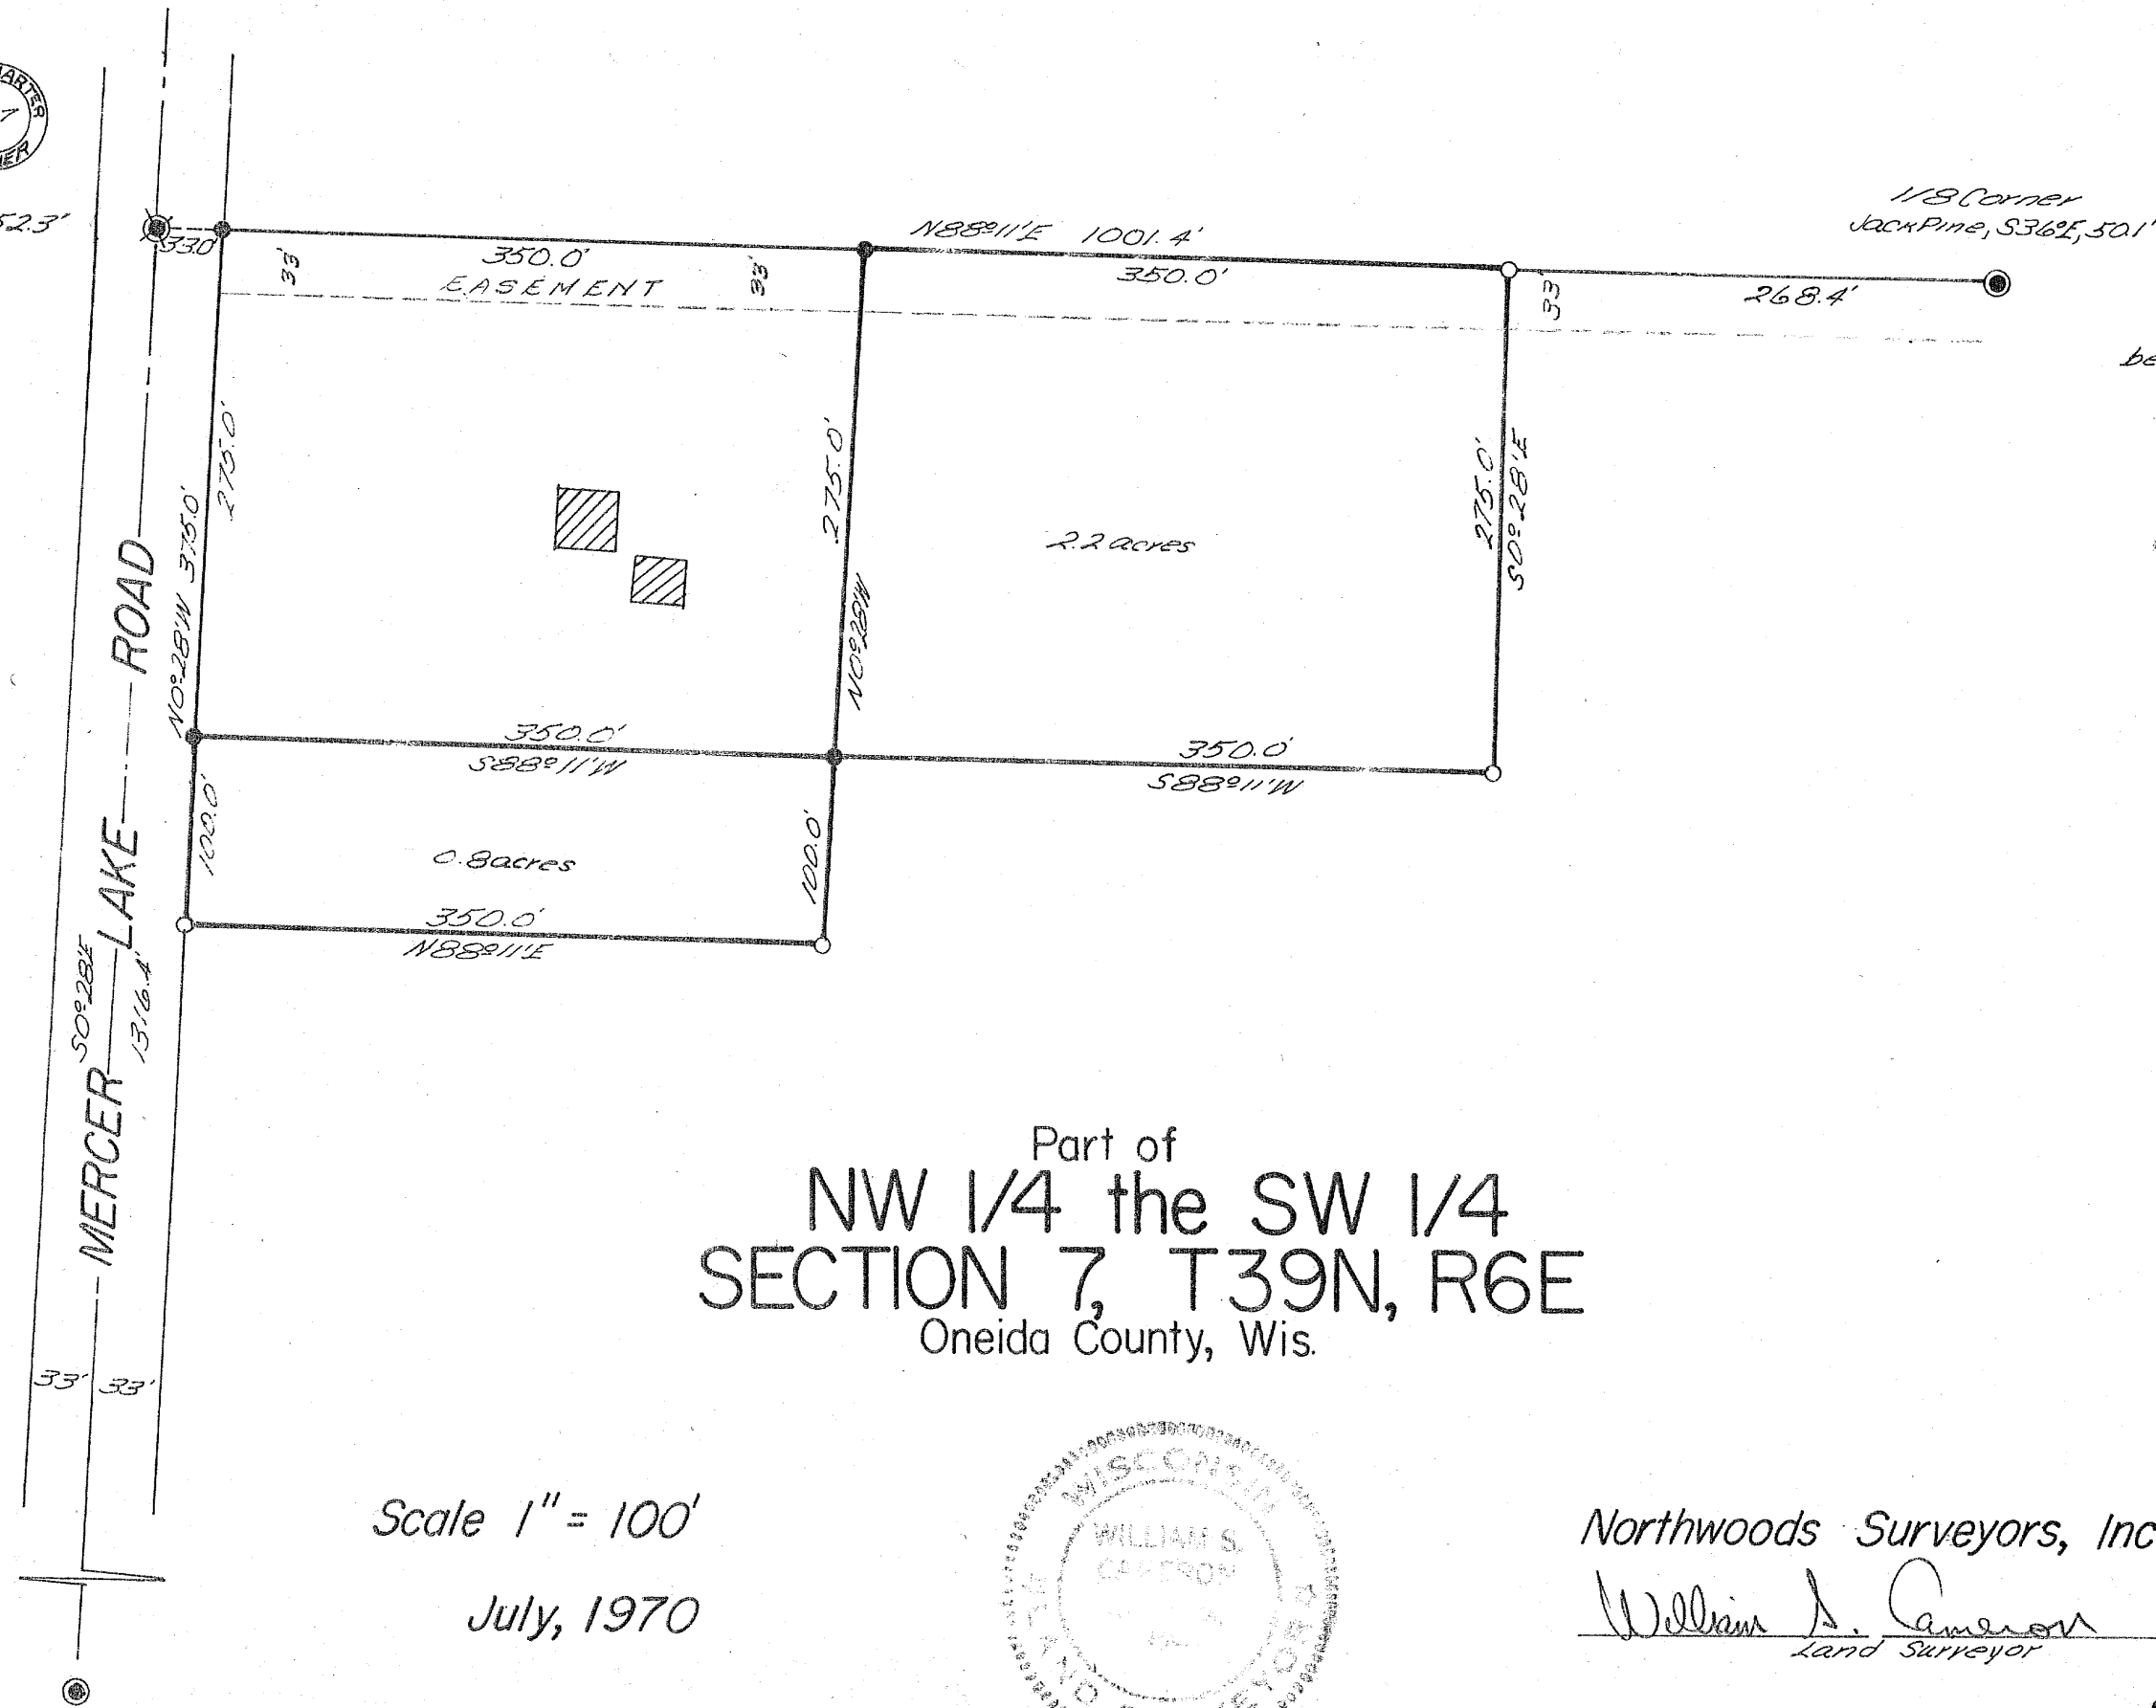 52.3'
33.0'
33'
350.0'
EASEMENT
33'
N88°11'E 1001.4'
350.0'
33'
1/8 Corner
Jack Pine, S36°E, 50.1'
268.4'
be
275.0'
N0°28'W 375.0'
275.0'
N0°28'W
2.2 acres
275.0'
S0°28'E
350.0'
S88°11'W
350.0'
S88°11'W
100.0'
0.8 acres
100.0'
350.0'
N88°11'E
MERCER LAKE ROAD
S0°28'E
1316.4'
33' 33'
Part of
NW 1/4 the SW 1/4
SECTION 7, T39N, R6E
Oneida County, Wis.
Scale 1" = 100'
July, 1970
WISCONSIN
WILLIAM S.
CAMERON
Northwoods Surveyors, Inc
William S. Cameron
Land Surveyor